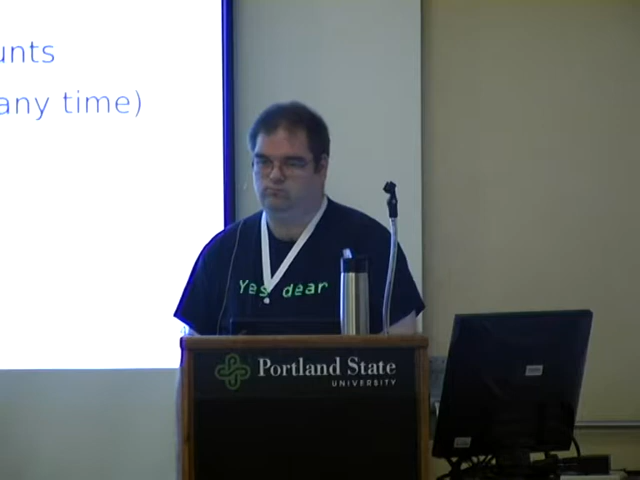 unts
any time)
Yes dear
Portland State
UNIVERSITY